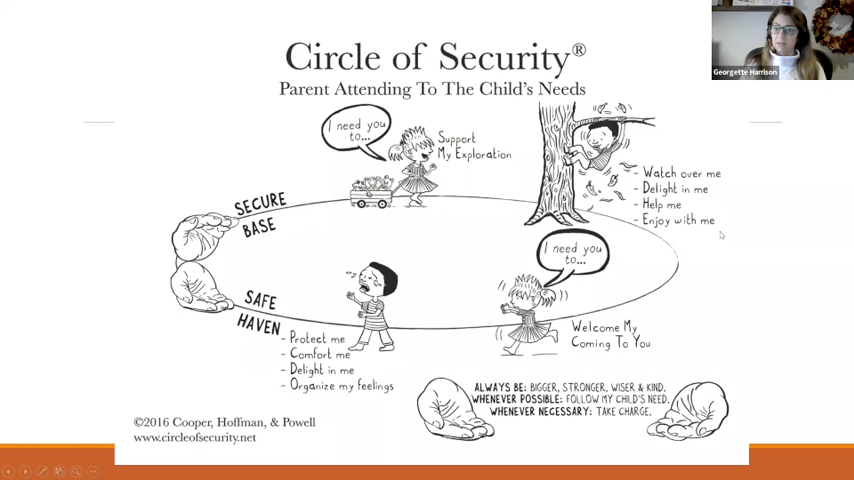 Georgette Harrison
Circle of Security®
Parent Attending To The Child's Needs
I need you
to...
Support
My Exploration
- Watch over me
- Delight in me
- Help me
- Enjoy with me
SECURE
BASE
I need you
to...
SAFE
HAVEN
Welcome My
Coming To You
- Protect me
- Comfort me
- Delight in me
- Organize my feelings
ALWAYS BE: BIGGER, STRONGER, WISER & KIND.
WHENEVER POSSIBLE: FOLLOW MY CHILD'S NEED.
WHENEVER NECESSARY: TAKE CHARGE.
©2016 Cooper, Hoffman, & Powell
www.circleofsecurity.net